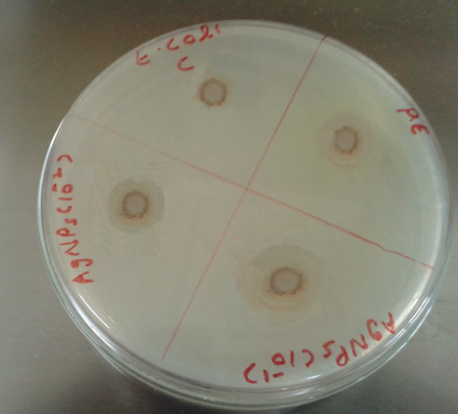 E. Coli
C
PE
AgNPs(10⁻²)
AgNPs(10⁻¹)